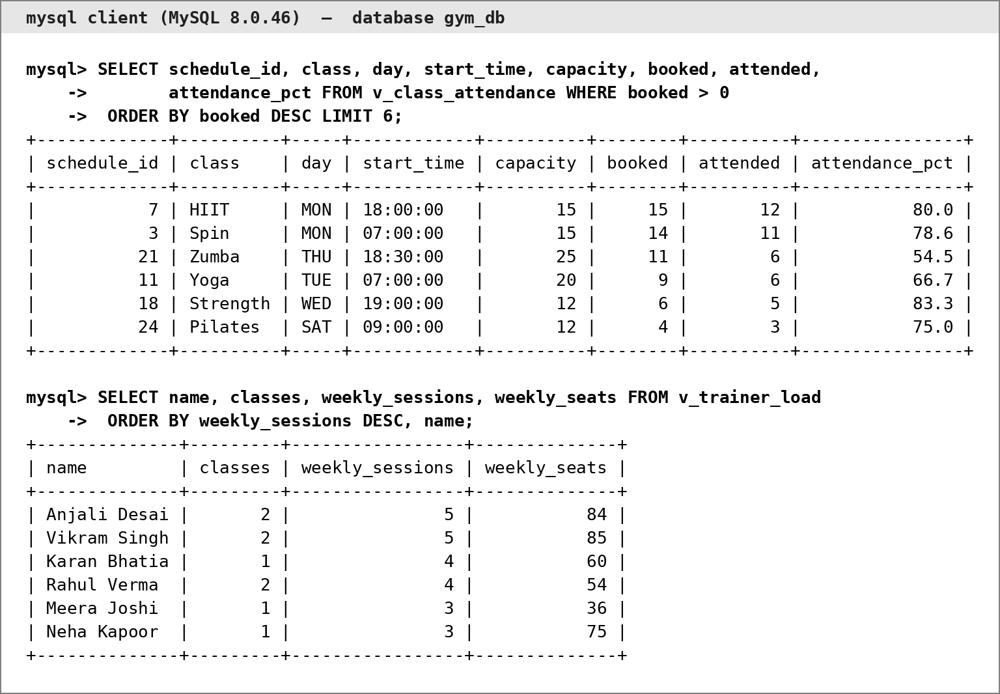 mysql client (MySQL 8.0.46)  —  database gym_db
mysql> SELECT schedule_id, class, day, start_time, capacity, booked, attended,
    ->        attendance_pct FROM v_class_attendance WHERE booked > 0
    ->  ORDER BY booked DESC LIMIT 6;
+-------------+----------+-----+------------+----------+--------+----------+----------------+
| schedule_id | class    | day | start_time | capacity | booked | attended | attendance_pct |
+-------------+----------+-----+------------+----------+--------+----------+----------------+
|           7 | HIIT     | MON | 18:00:00   |       15 |     15 |       12 |           80.0 |
|           3 | Spin     | MON | 07:00:00   |       15 |     14 |       11 |           78.6 |
|          21 | Zumba    | THU | 18:30:00   |       25 |     11 |        6 |           54.5 |
|          11 | Yoga     | TUE | 07:00:00   |       20 |      9 |        6 |           66.7 |
|          18 | Strength | WED | 19:00:00   |       12 |      6 |        5 |           83.3 |
|          24 | Pilates  | SAT | 09:00:00   |       12 |      4 |        3 |           75.0 |
+-------------+----------+-----+------------+----------+--------+----------+----------------+
mysql> SELECT name, classes, weekly_sessions, weekly_seats FROM v_trainer_load
    ->  ORDER BY weekly_sessions DESC, name;
+--------------+---------+-----------------+--------------+
| name         | classes | weekly_sessions | weekly_seats |
+--------------+---------+-----------------+--------------+
| Anjali Desai |       2 |               5 |           84 |
| Vikram Singh |       2 |               5 |           85 |
| Karan Bhatia |       1 |               4 |           60 |
| Rahul Verma  |       2 |               4 |           54 |
| Meera Joshi  |       1 |               3 |           36 |
| Neha Kapoor  |       1 |               3 |           75 |
+--------------+---------+-----------------+--------------+